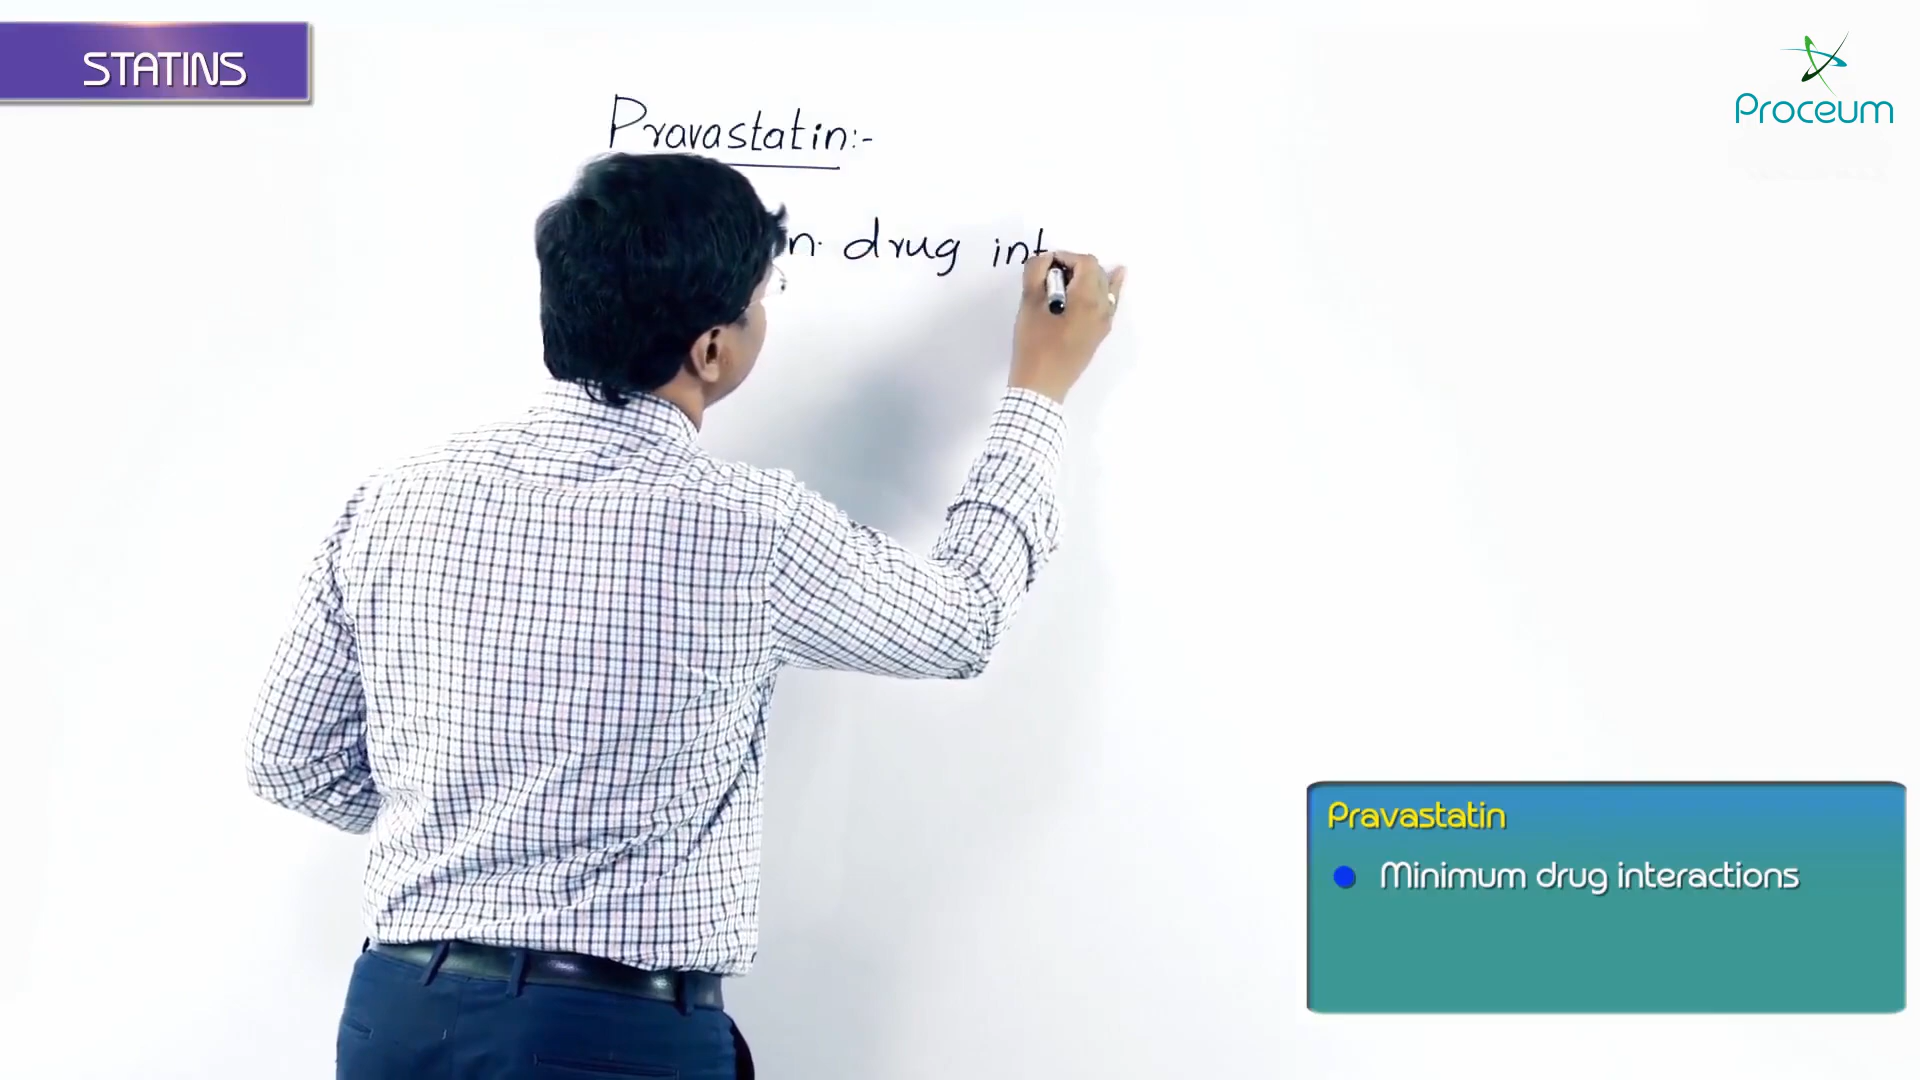 STATINS
Proceum
Pravastatin:-
n. drug int
Pravastatin
Minimum drug interactions